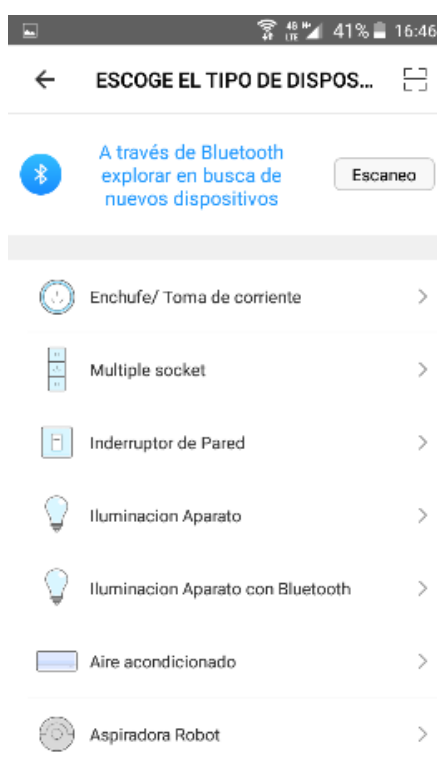 41% 16:46
ESCOGE EL TIPO DE DISPOS...
A través de Bluetooth
explorar en busca de
nuevos dispositivos
Escaneo
Enchufe/ Toma de corriente
Multiple socket
Inderruptor de Pared
Iluminacion Aparato
Iluminacion Aparato con Bluetooth
Aire acondicionado
Aspiradora Robot